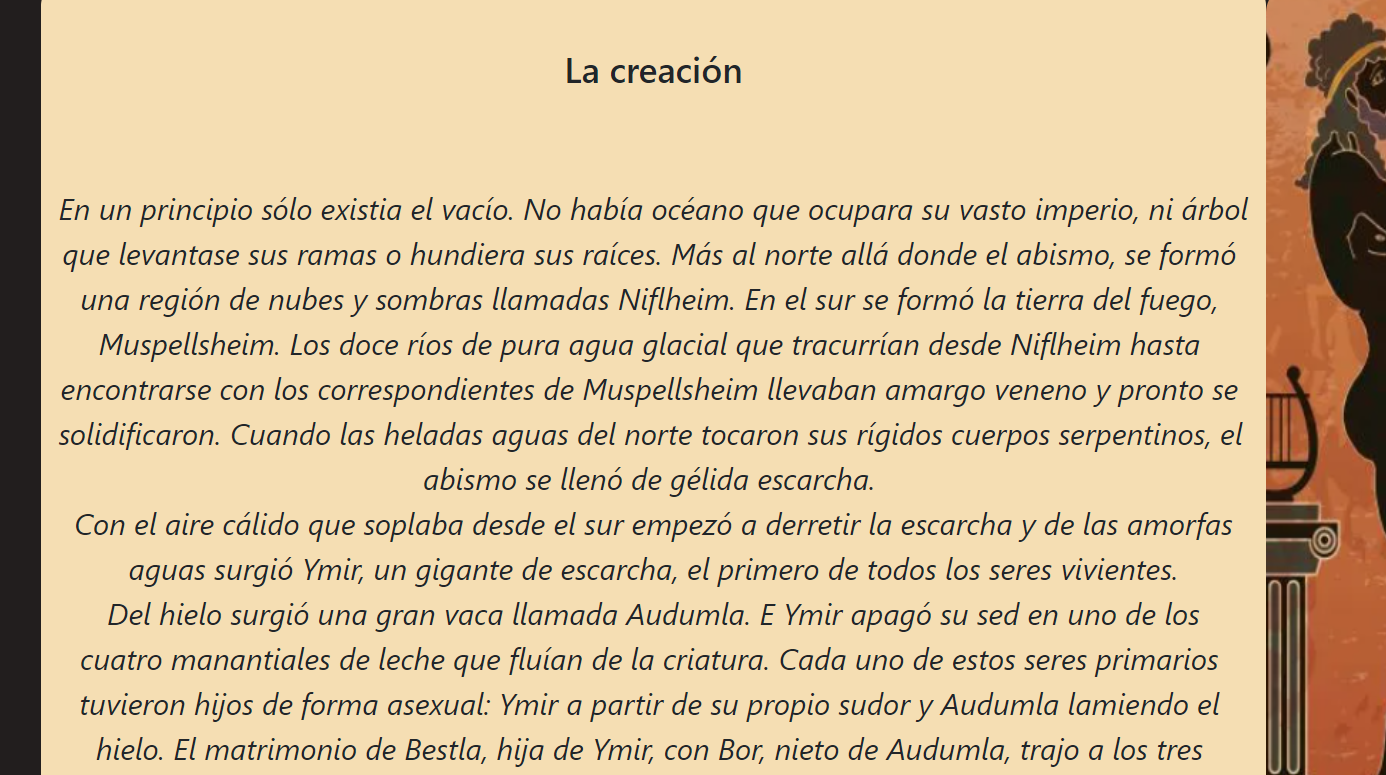 La creación
En un principio sólo existia el vacío. No había océano que ocupara su vasto imperio, ni árbol
que levantase sus ramas o hundiera sus raíces. Más al norte allá donde el abismo, se formó
una región de nubes y sombras llamadas Niflheim. En el sur se formó la tierra del fuego,
Muspellsheim. Los doce ríos de pura agua glacial que tracurrían desde Niflheim hasta
encontrarse con los correspondientes de Muspellsheim llevaban amargo veneno y pronto se
solidificaron. Cuando las heladas aguas del norte tocaron sus rígidos cuerpos serpentinos, el
abismo se llenó de gélida escarcha.
Con el aire cálido que soplaba desde el sur empezó a derretir la escarcha y de las amorfas
aguas surgió Ymir, un gigante de escarcha, el primero de todos los seres vivientes.
Del hielo surgió una gran vaca llamada Audumla. E Ymir apagó su sed en uno de los
cuatro manantiales de leche que fluían de la criatura. Cada uno de estos seres primarios
tuvieron hijos de forma asexual: Ymir a partir de su propio sudor y Audumla lamiendo el
hielo. El matrimonio de Bestla, hija de Ymir, con Bor, nieto de Audumla, trajo a los tres